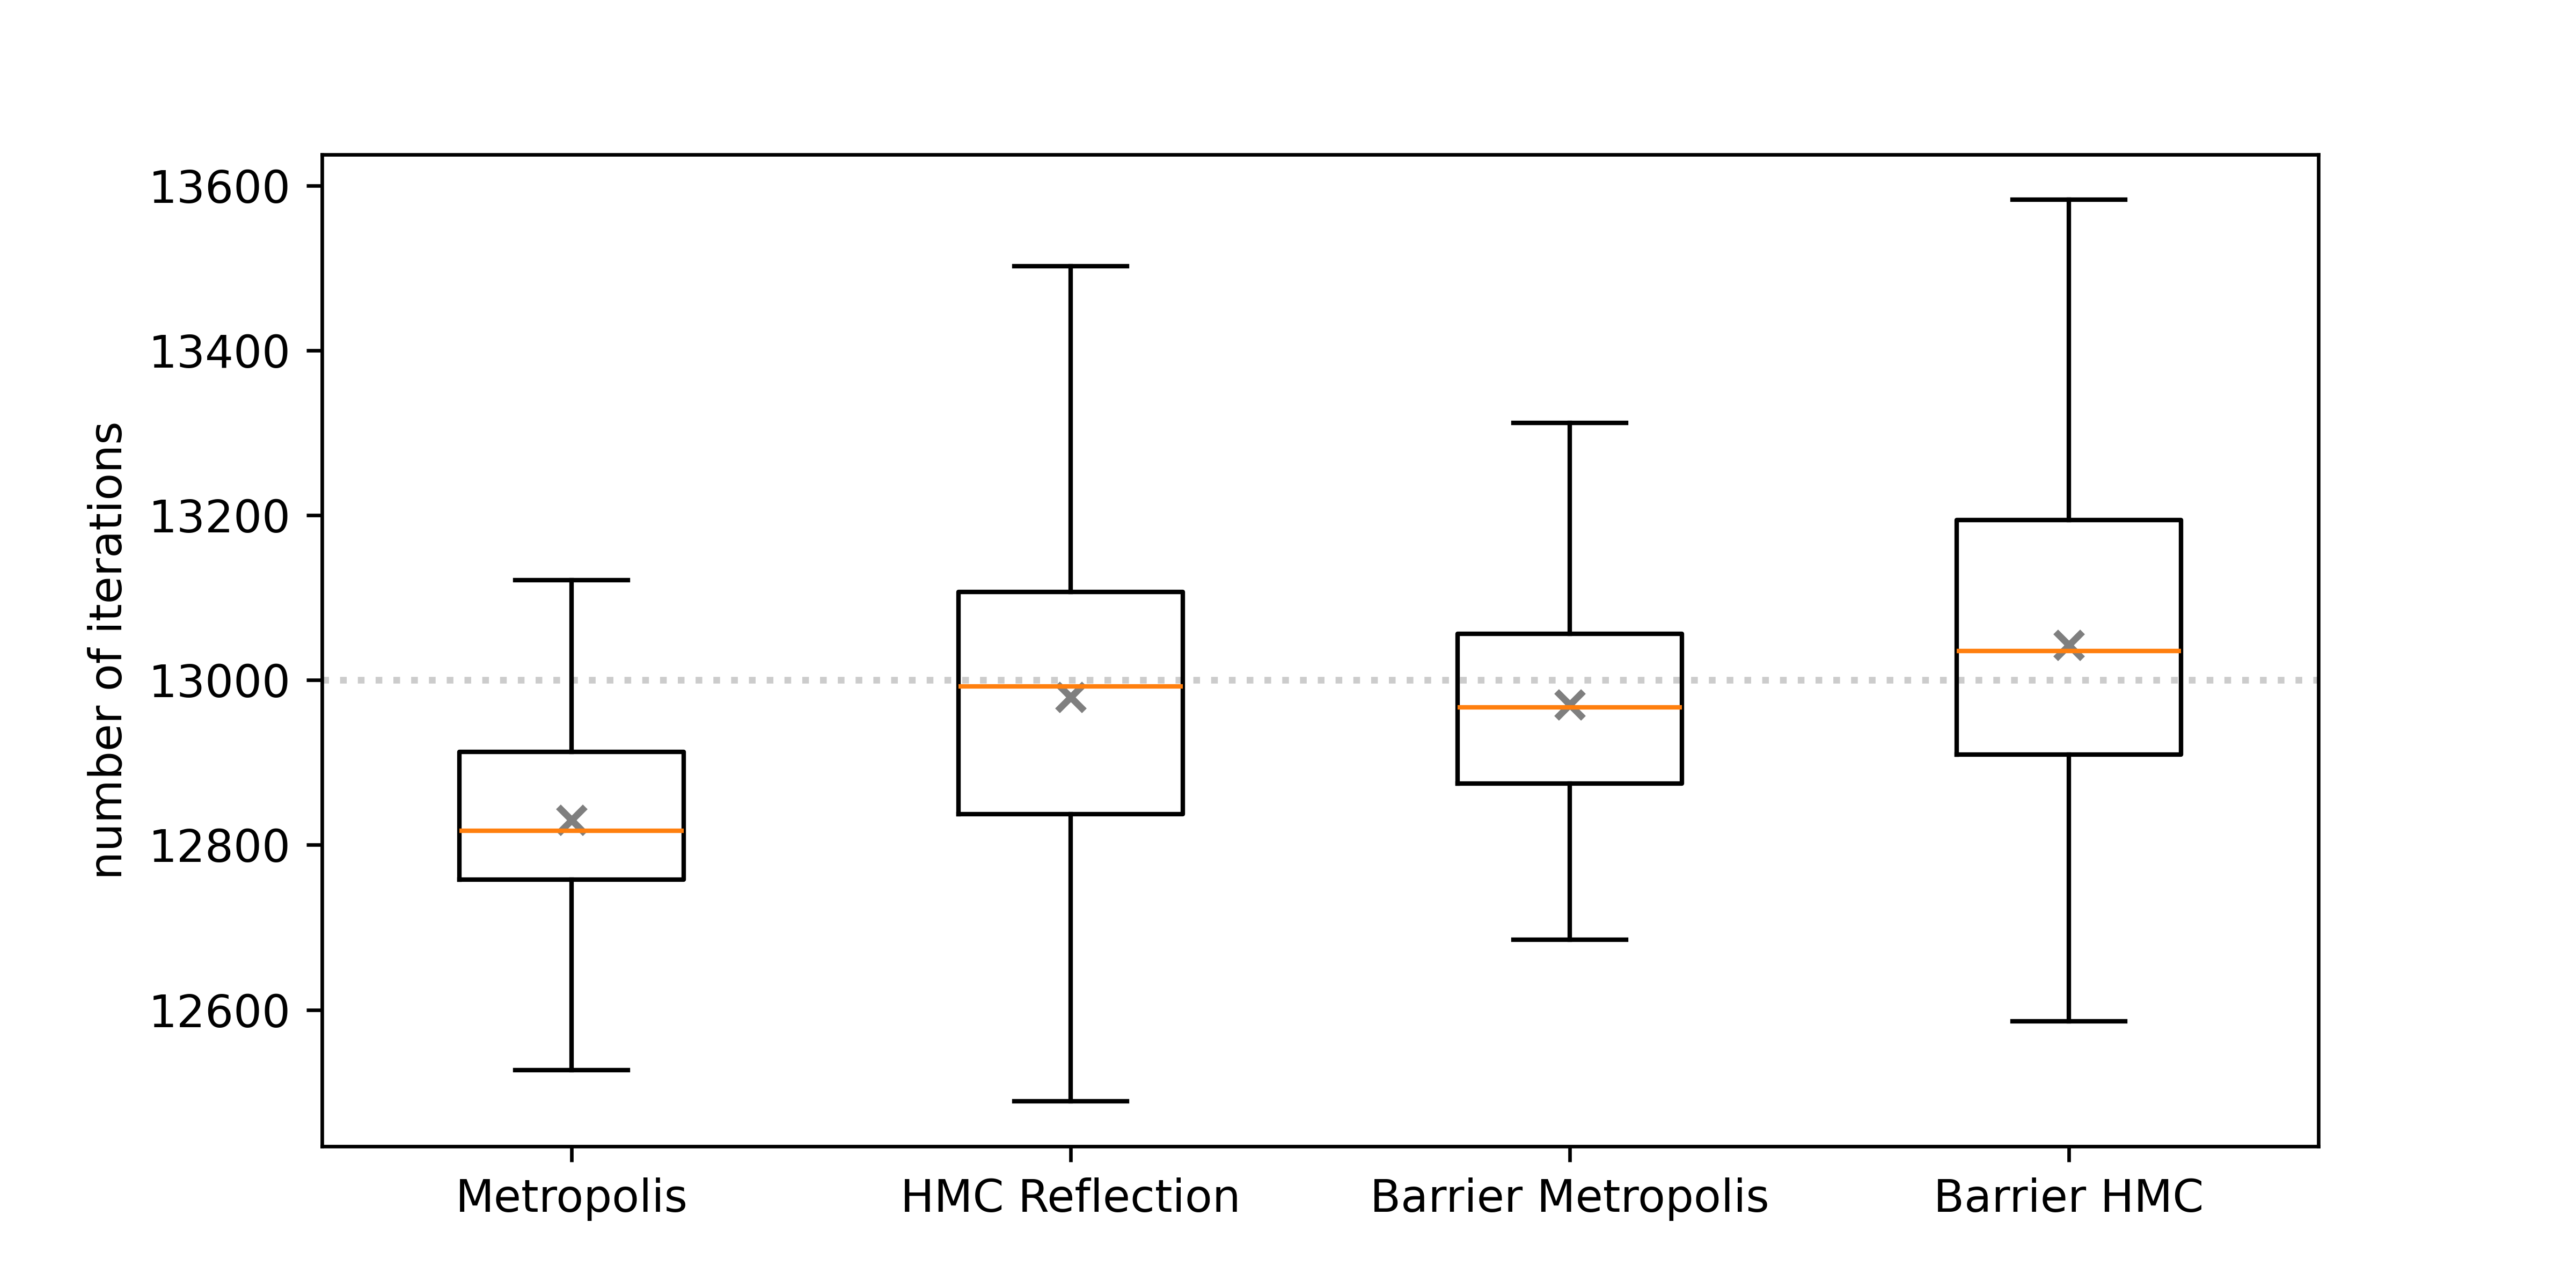 number of iterations
13600
13400
13200
13000
12800
12600
Metropolis
HMC Reflection
Barrier Metropolis
Barrier HMC